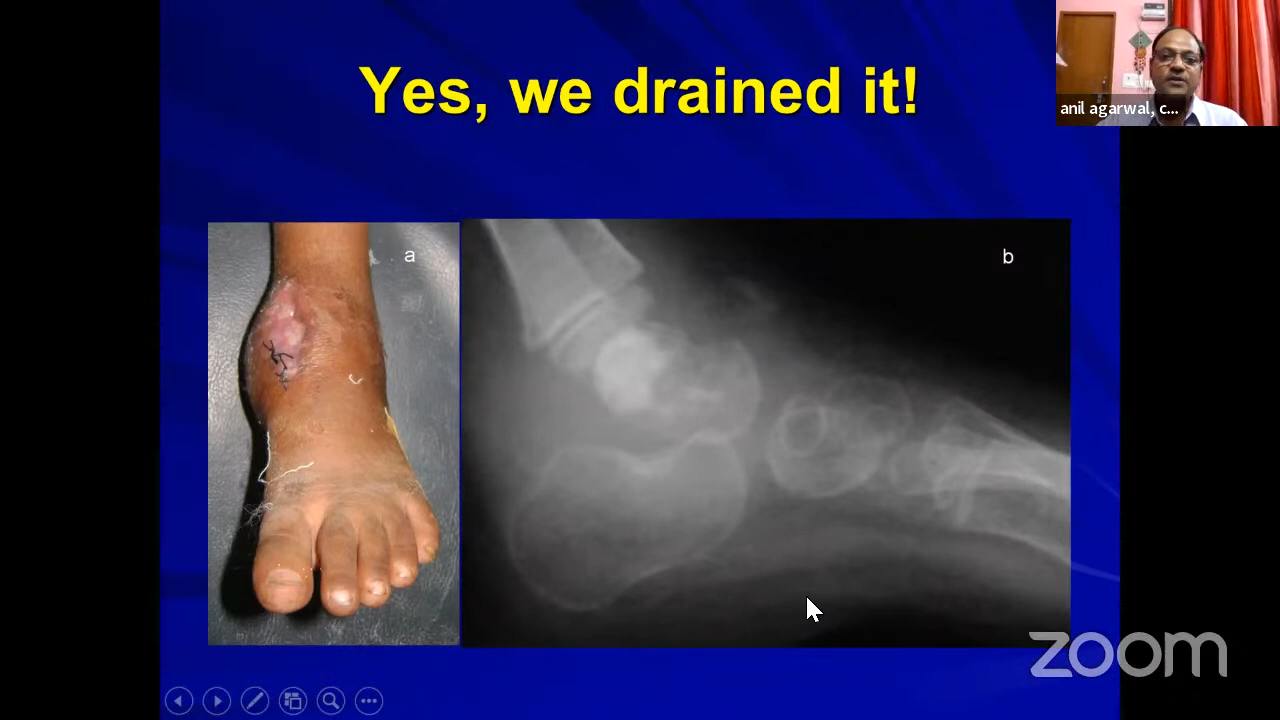 Yes, we drained it!
anil agarwal, c...
a
b
zoom